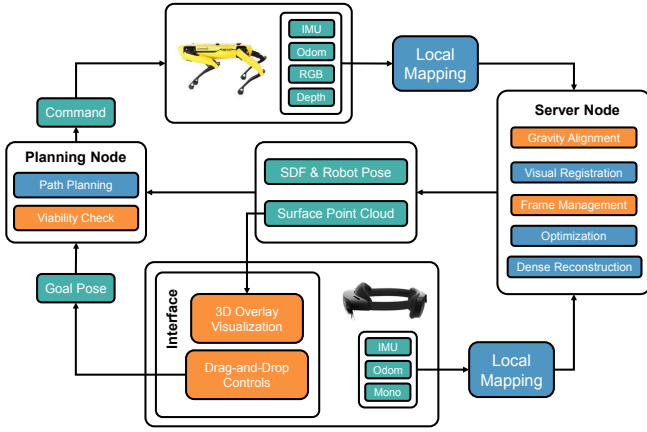 IMU
Odom
RGB
Depth
Local
Mapping
Command
Server Node
Gravity Alignment
Visual Registration
Frame Management
Optimization
Dense Reconstruction
Planning Node
Path Planning
Viability Check
SDF & Robot Pose
Surface Point Cloud
Goal Pose
Interface
3D Overlay
Visualization
Drag-and-Drop
Controls
IMU
Odom
Mono
Local
Mapping